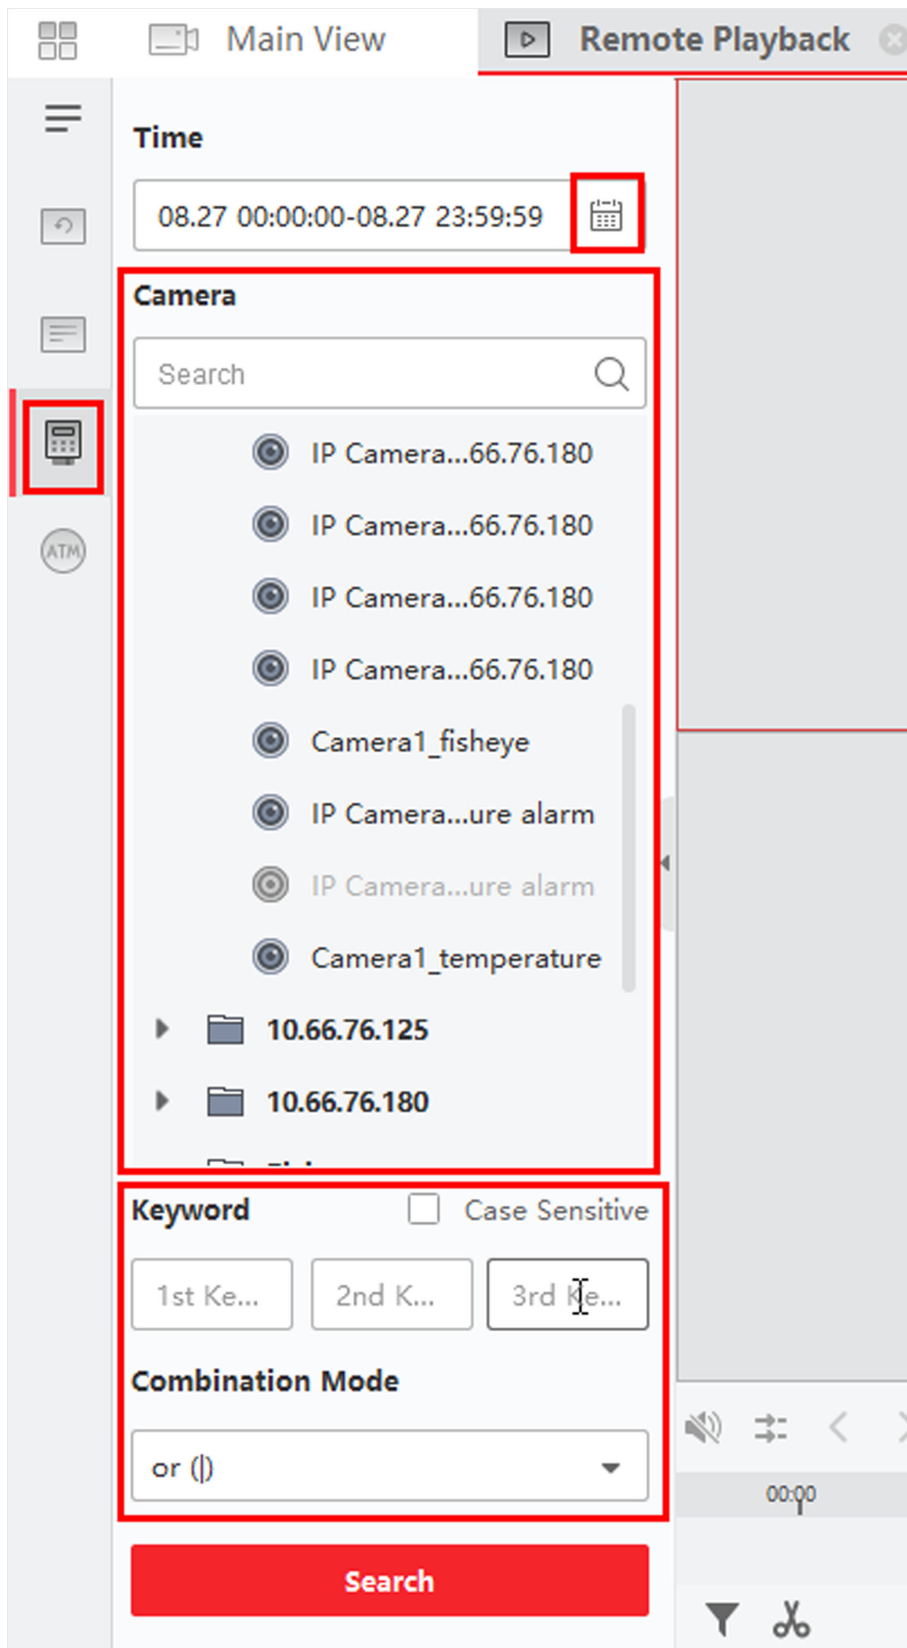 Main View
Remote Playback
Time
08.27 00:00:00-08.27 23:59:59
Camera
Search
ATM
IP Camera...66.76.180
IP Camera...66.76.180
IP Camera...66.76.180
IP Camera...66.76.180
Camera1_fisheye
IP Camera...ure alarm
IP Camera...ure alarm
Camera1_temperature
10.66.76.125
10.66.76.180
Keyword
Case Sensitive
1st Ke...
2nd K...
3rd Ke...
Combination Mode
or (|)
00:00
Search